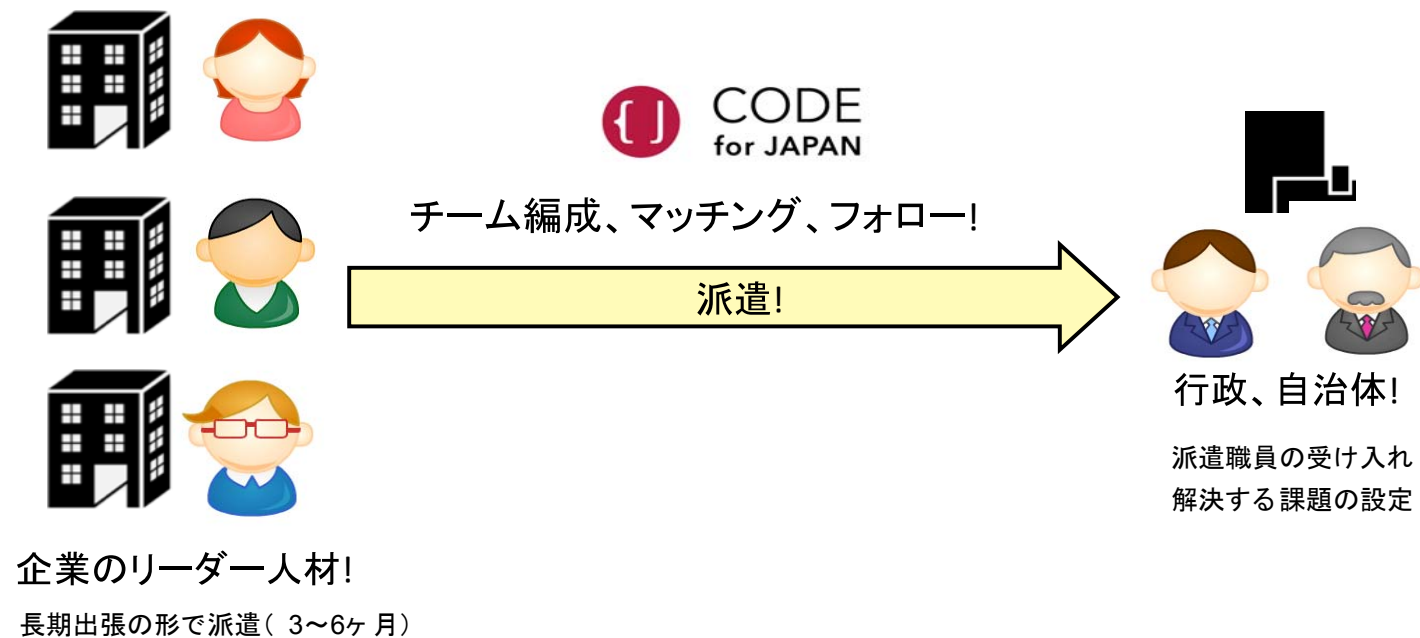 CODE
for JAPAN
チーム編成、マッチング、フォロー!
派遣!
行政、自治体!
派遣職員の受け入れ
解決する課題の設定
企業のリーダー人材!
長期出張の形で派遣( 3〜6ヶ月)